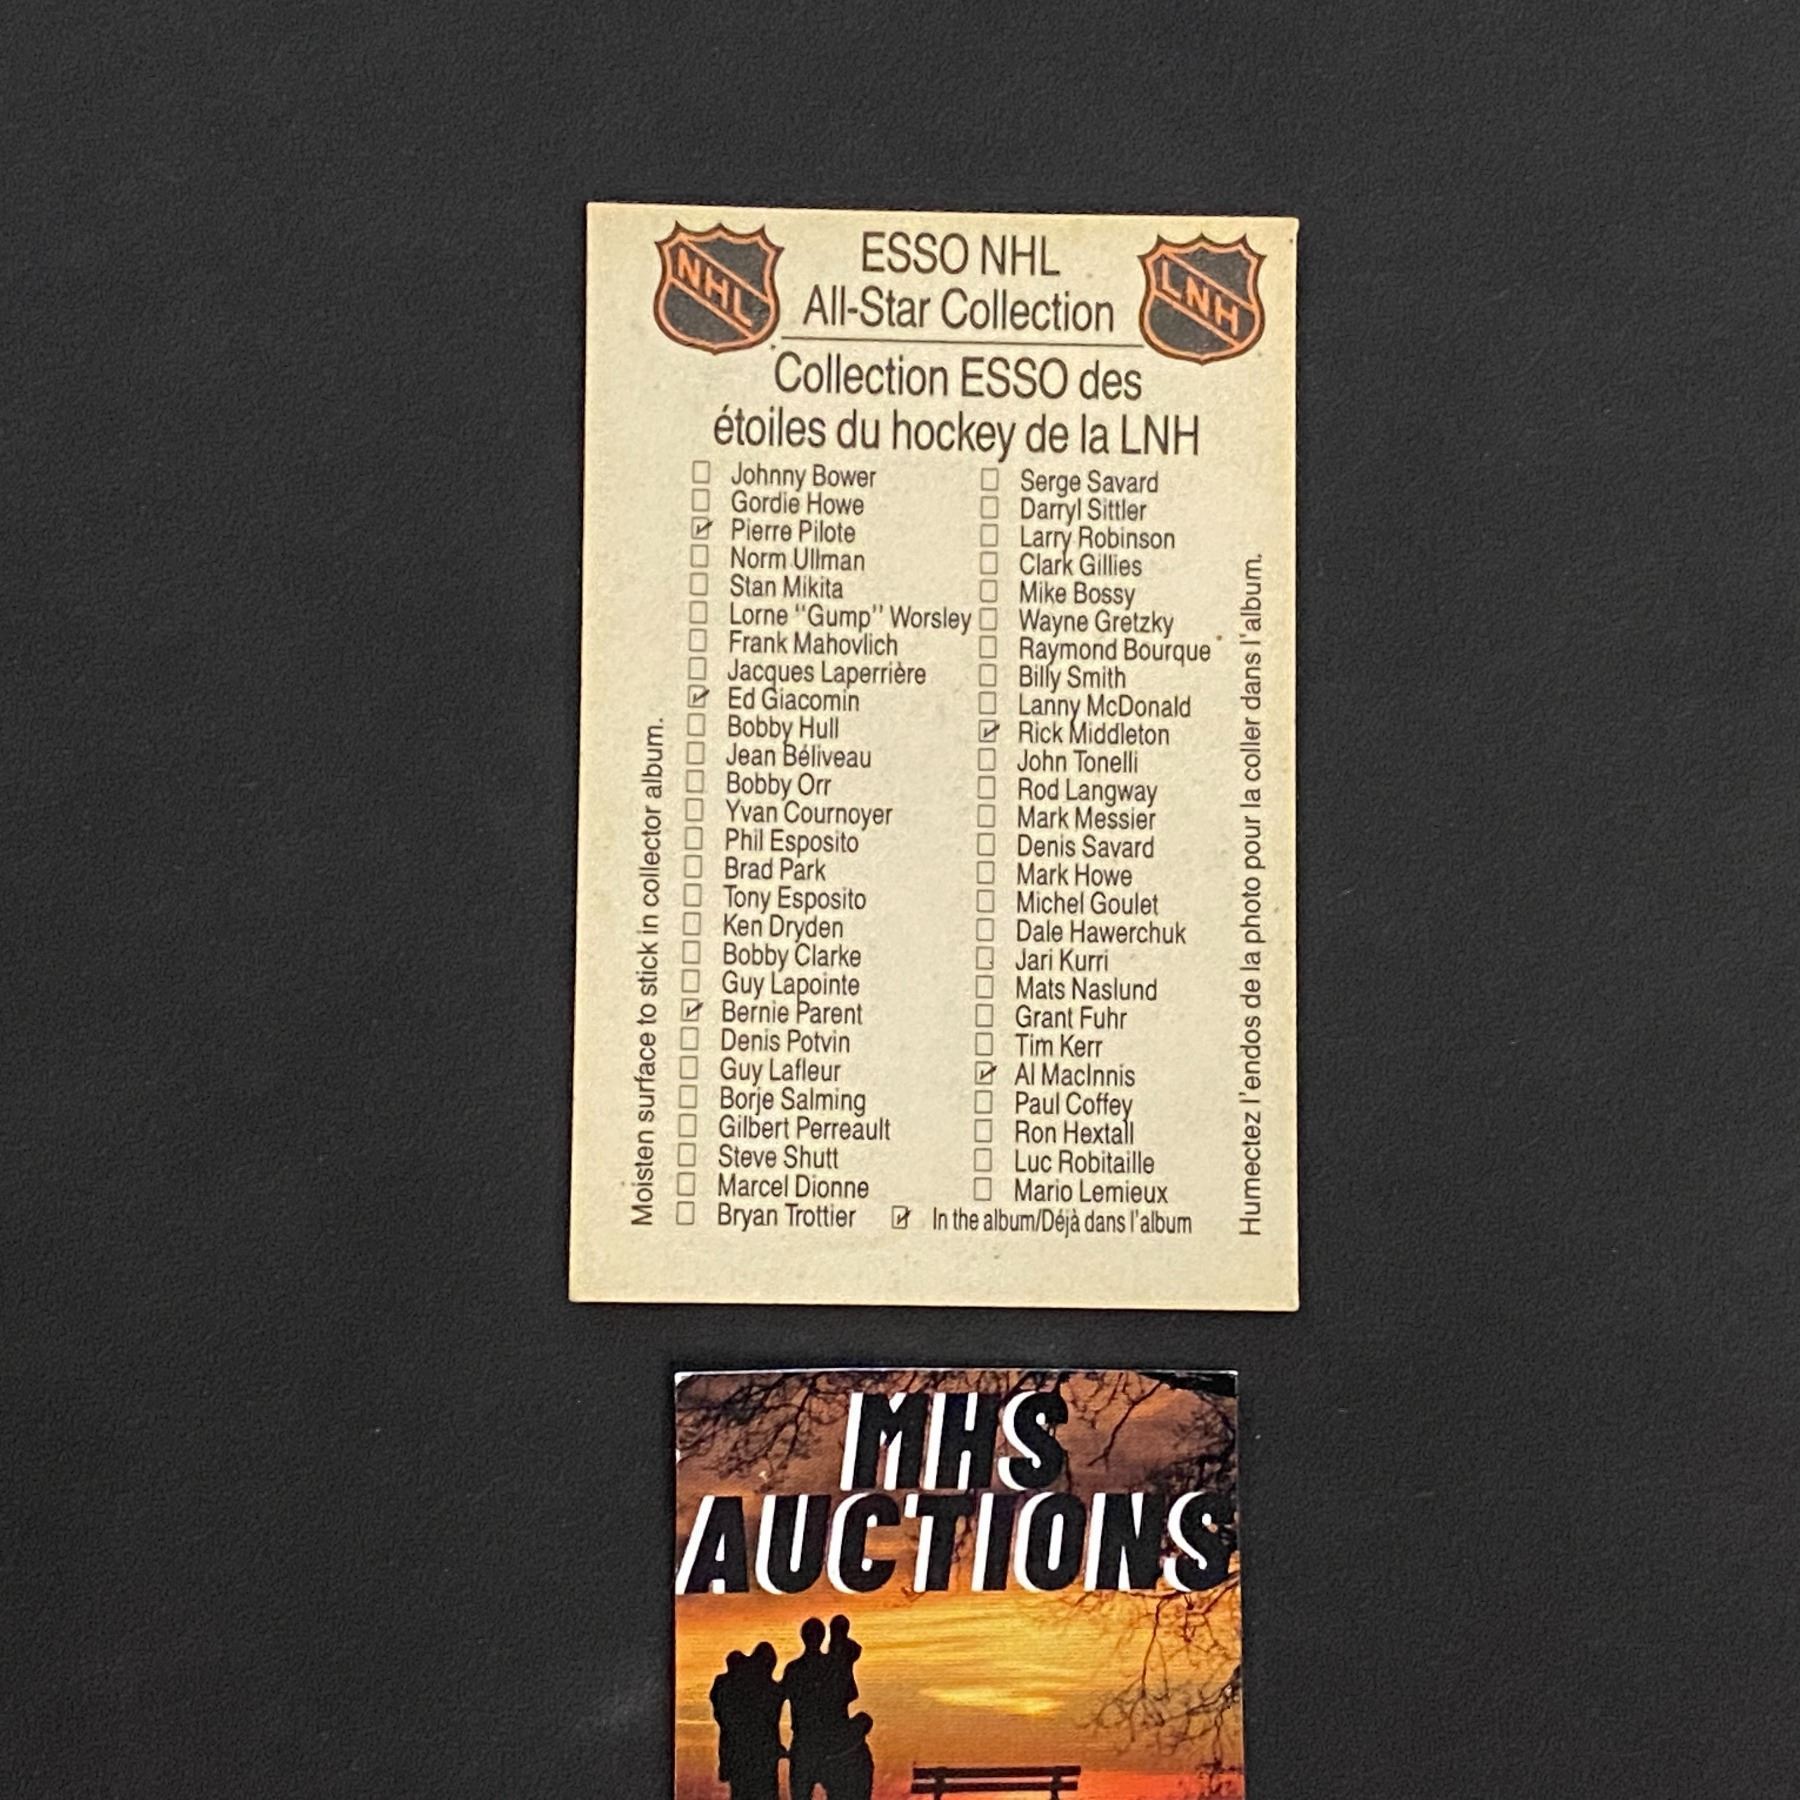 NHL
ESSO NHL
All-Star Collection
LNH
Collection ESSO des
étoiles du hockey de la LNH
☐ Johnny Bower
☐ Gordie Howe
☑ Pierre Pilote
☐ Norm Ullman
☐ Stan Mikita
☐ Lorne "Gump" Worsley
☐ Frank Mahovlich
☐ Jacques Laperrière
☑ Ed Giacomin
☐ Bobby Hull
☐ Jean Béliveau
☐ Bobby Orr
☐ Yvan Cournoyer
☐ Phil Esposito
☐ Brad Park
☐ Tony Esposito
☐ Ken Dryden
☐ Bobby Clarke
☐ Guy Lapointe
☑ Bernie Parent
☐ Denis Potvin
☐ Guy Lafleur
☐ Borje Salming
☐ Gilbert Perreault
☐ Steve Shutt
☐ Marcel Dionne
☐ Bryan Trottier
☐ Serge Savard
☐ Darryl Sittler
☐ Larry Robinson
☐ Clark Gillies
☐ Mike Bossy
☐ Wayne Gretzky
☐ Raymond Bourque
☐ Billy Smith
☐ Lanny McDonald
☑ Rick Middleton
☐ John Tonelli
☐ Rod Langway
☐ Mark Messier
☐ Denis Savard
☐ Mark Howe
☐ Michel Goulet
☐ Dale Hawerchuk
☐ Jari Kurri
☐ Mats Naslund
☐ Grant Fuhr
☐ Tim Kerr
☑ Al MacInnis
☐ Paul Coffey
☐ Ron Hextall
☐ Luc Robitaille
☐ Mario Lemieux
☑ In the album/Déjà dans l'album
Moisten surface to stick in collector album.
Humectez l'endos de la photo pour la coller dans l'album.
MHS
AUCTIONS